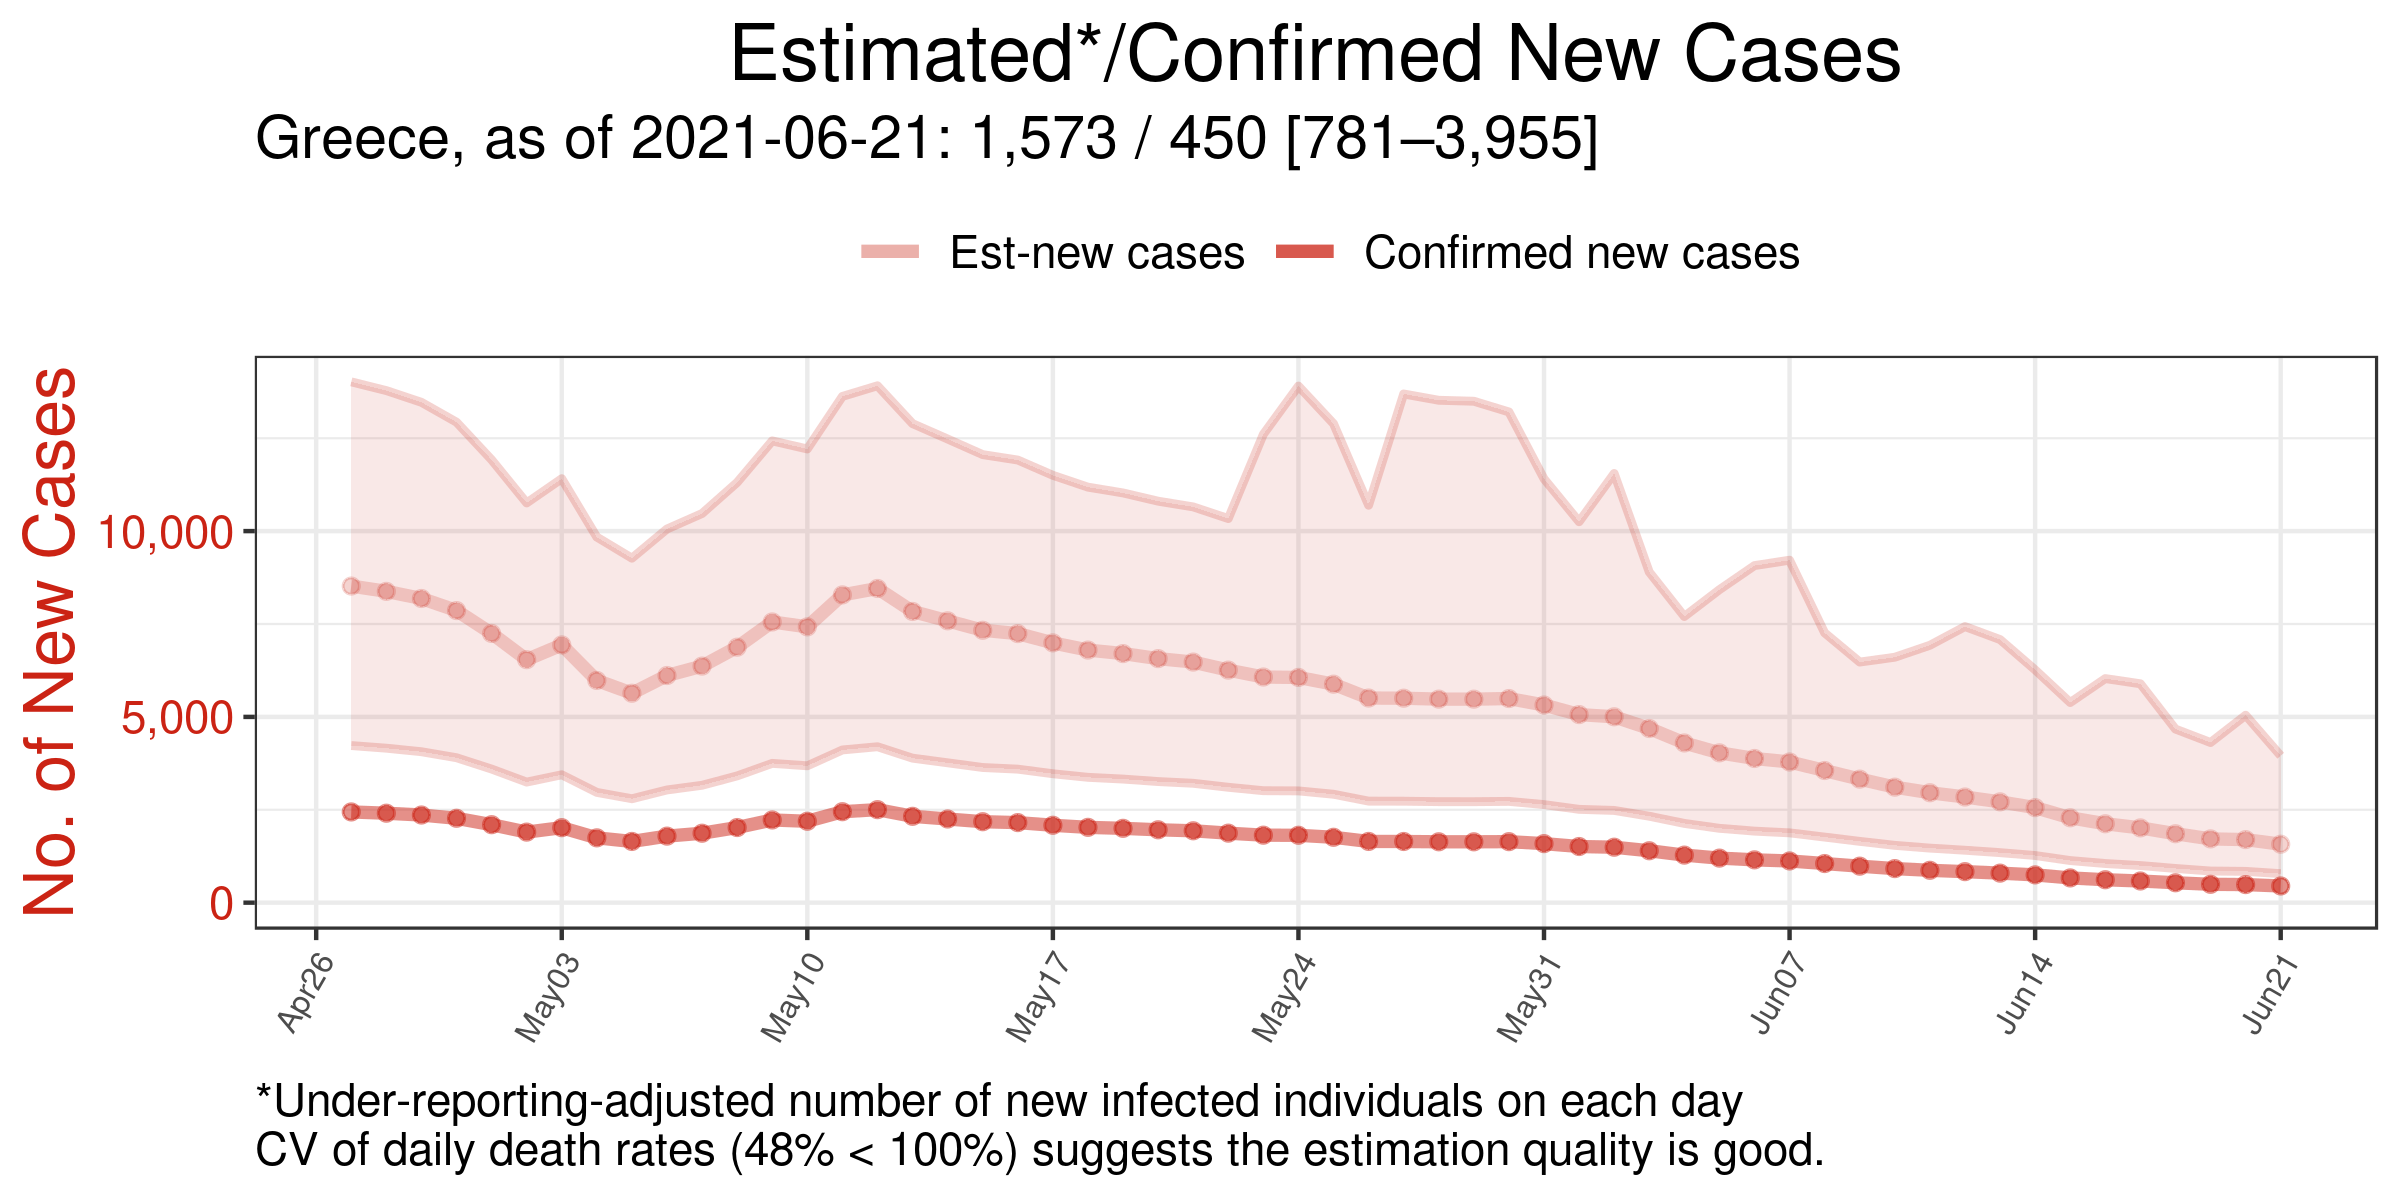 Estimated*/Confirmed New Cases
Greece, as of 2021-06-21: 1,573 / 450 [781–3,955]
Est-new cases
Confirmed new cases
No. of New Cases
10,000
5,000
0
Apr26
May03
May10
May17
May24
May31
Jun07
Jun14
Jun21
*Under-reporting-adjusted number of new infected individuals on each day
CV of daily death rates (48% < 100%) suggests the estimation quality is good.